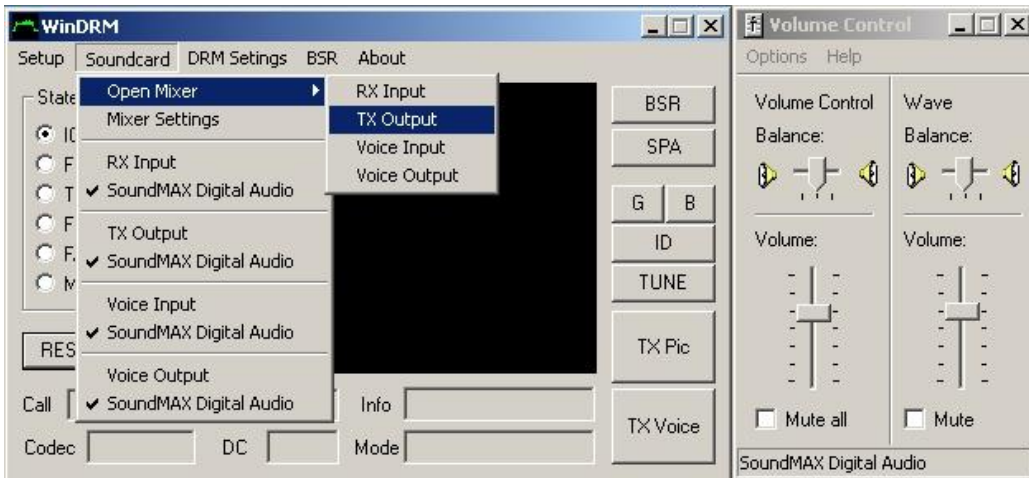 WinDRM
Setup Soundcard DRM Setings BSR About
Open Mixer
Mixer Settings
RX Input
SoundMAX Digital Audio
TX Output
SoundMAX Digital Audio
Voice Input
SoundMAX Digital Audio
Voice Output
SoundMAX Digital Audio
RX Input
TX Output
Voice Input
Voice Output
State
RES
Call
Info
Codec
DC
Mode
BSR
SPA
G B
ID
TUNE
TX Pic
TX Voice
Volume Control
Options Help
Volume Control
Balance:
Volume:
Mute all
Wave
Balance:
Volume:
Mute
SoundMAX Digital Audio